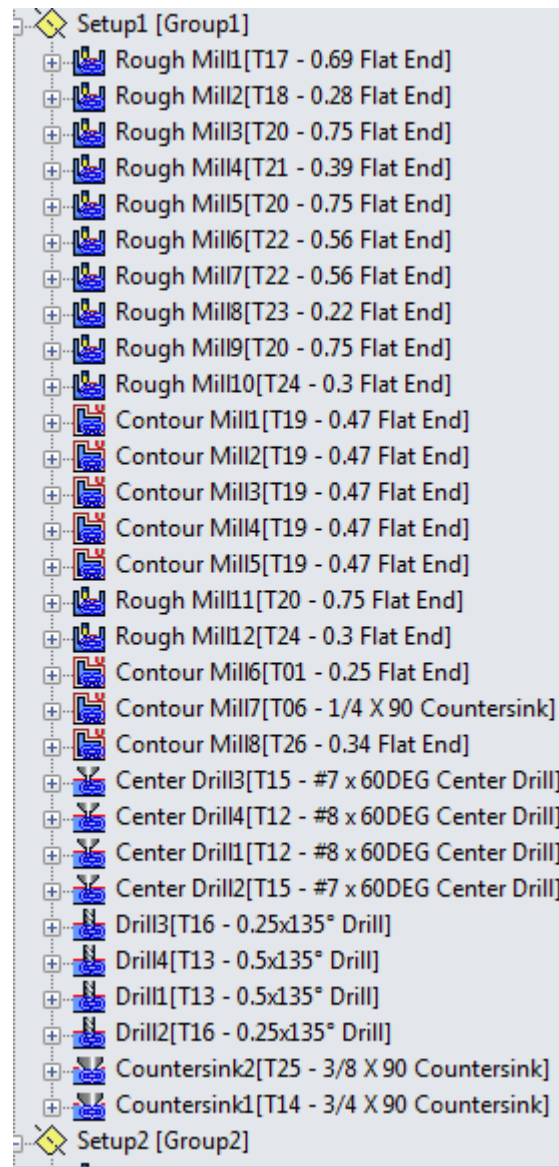 Setup1 [Group1]
Rough Mill1[T17 - 0.69 Flat End]
Rough Mill2[T18 - 0.28 Flat End]
Rough Mill3[T20 - 0.75 Flat End]
Rough Mill4[T21 - 0.39 Flat End]
Rough Mill5[T20 - 0.75 Flat End]
Rough Mill6[T22 - 0.56 Flat End]
Rough Mill7[T22 - 0.56 Flat End]
Rough Mill8[T23 - 0.22 Flat End]
Rough Mill9[T20 - 0.75 Flat End]
Rough Mill10[T24 - 0.3 Flat End]
Contour Mill1[T19 - 0.47 Flat End]
Contour Mill2[T19 - 0.47 Flat End]
Contour Mill3[T19 - 0.47 Flat End]
Contour Mill4[T19 - 0.47 Flat End]
Contour Mill5[T19 - 0.47 Flat End]
Rough Mill11[T20 - 0.75 Flat End]
Rough Mill12[T24 - 0.3 Flat End]
Contour Mill6[T01 - 0.25 Flat End]
Contour Mill7[T06 - 1/4 X 90 Countersink]
Contour Mill8[T26 - 0.34 Flat End]
Center Drill3[T15 - #7 x 60DEG Center Drill]
Center Drill4[T12 - #8 x 60DEG Center Drill]
Center Drill1[T12 - #8 x 60DEG Center Drill]
Center Drill2[T15 - #7 x 60DEG Center Drill]
Drill3[T16 - 0.25x135° Drill]
Drill4[T13 - 0.5x135° Drill]
Drill1[T13 - 0.5x135° Drill]
Drill2[T16 - 0.25x135° Drill]
Countersink2[T25 - 3/8 X 90 Countersink]
Countersink1[T14 - 3/4 X 90 Countersink]
Setup2 [Group2]